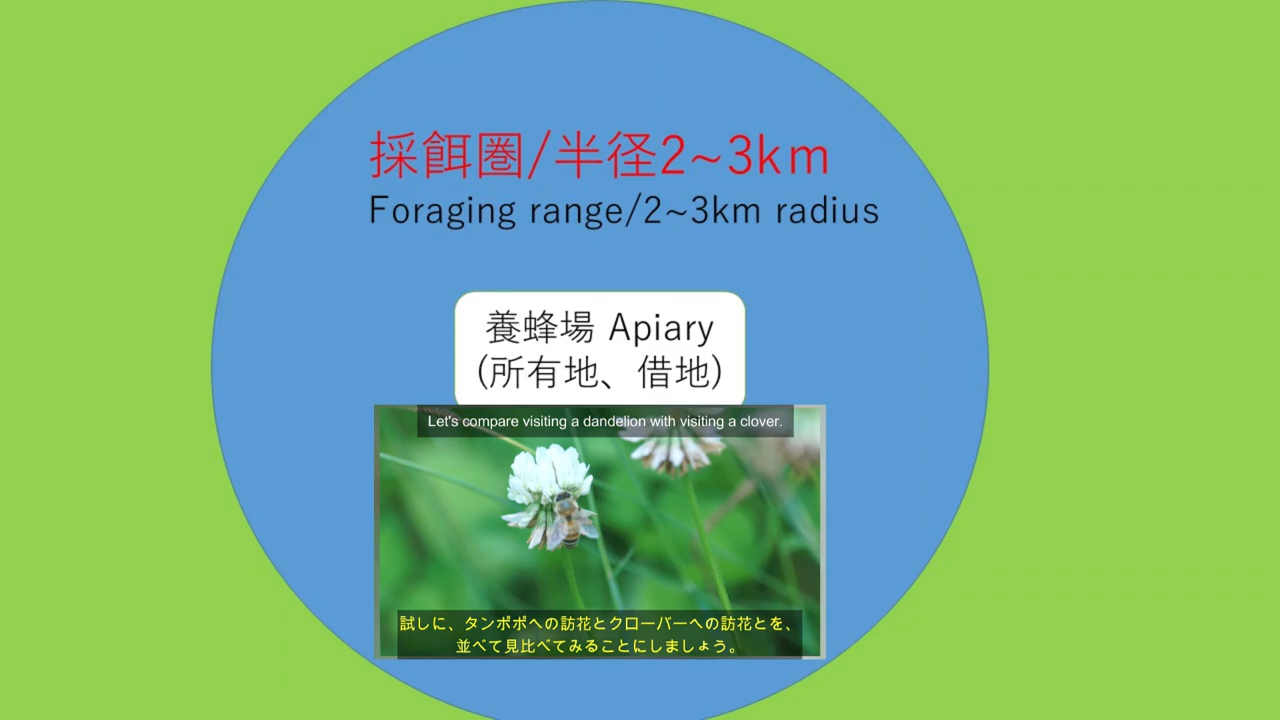 採餌圏/半径2~3km
Foraging range/2~3km radius
養蜂場 Apiary
(所有地、借地)
Let's compare visiting a dandelion with visiting a clover.
試しに、タンポポへの訪花とクローバーへの訪花とを、
並べて見比べてみることにしましょう。